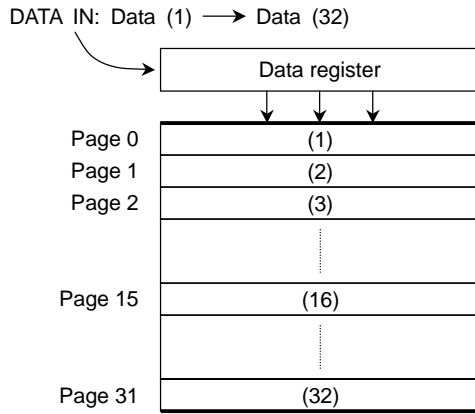 DATA IN: Data (1) → Data (32)
Data register
Page 0 (1)
Page 1 (2)
Page 2 (3)
Page 15 (16)
Page 31 (32)